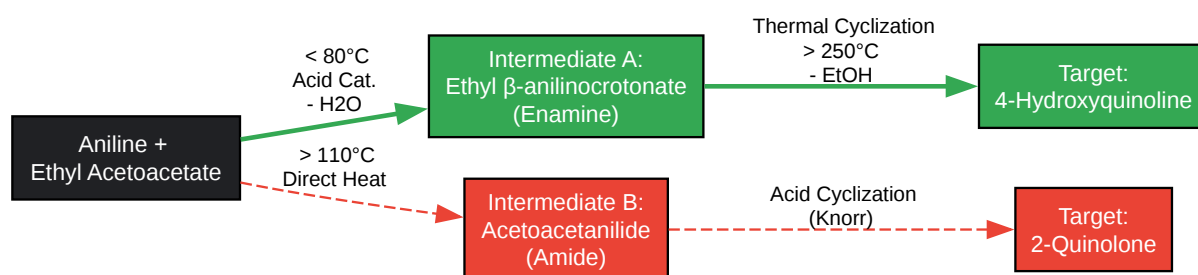 Aniline +
Ethyl Acetoacetate
< 80°C
Acid Cat.
- H2O
Intermediate A:
Ethyl β-anilinocrotonate
(Enamine)
Thermal Cyclization
> 250°C
- EtOH
Target:
4-Hydroxyquinoline
> 110°C
Direct Heat
Intermediate B:
Acetoacetanilide
(Amide)
Acid Cyclization
(Knorr)
Target:
2-Quinolone